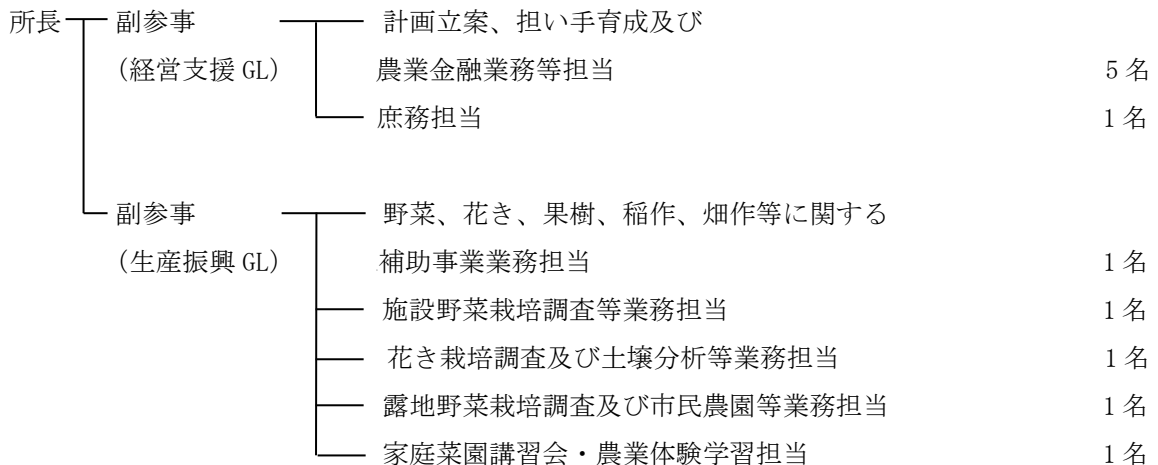 所長 副参事 計画立案、担い手育成及び
(経営支援 GL) 農業金融業務等担当 5 名
庶務担当 1 名
副参事 野菜、花き、果樹、稲作、畑作等に関する
(生産振興 GL) 補助事業業務担当 1 名
施設野菜栽培調査等業務担当 1 名
花き栽培調査及び土壌分析等業務担当 1 名
露地野菜栽培調査及び市民農園等業務担当 1 名
家庭菜園講習会・農業体験学習担当 1 名